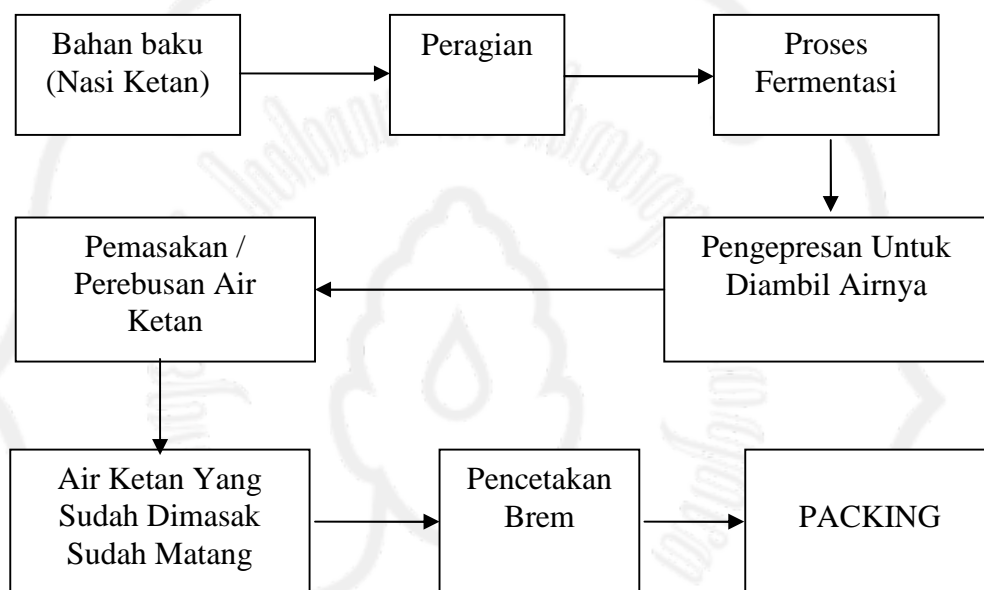 Bahan baku
(Nasi Ketan)
Peragian
Proses
Fermentasi
Pengepresan Untuk
Diambil Airnya
Pemasakan /
Perebusan Air
Ketan
Air Ketan Yang
Sudah Dimasak
Sudah Matang
Pencetakan
Brem
PACKING